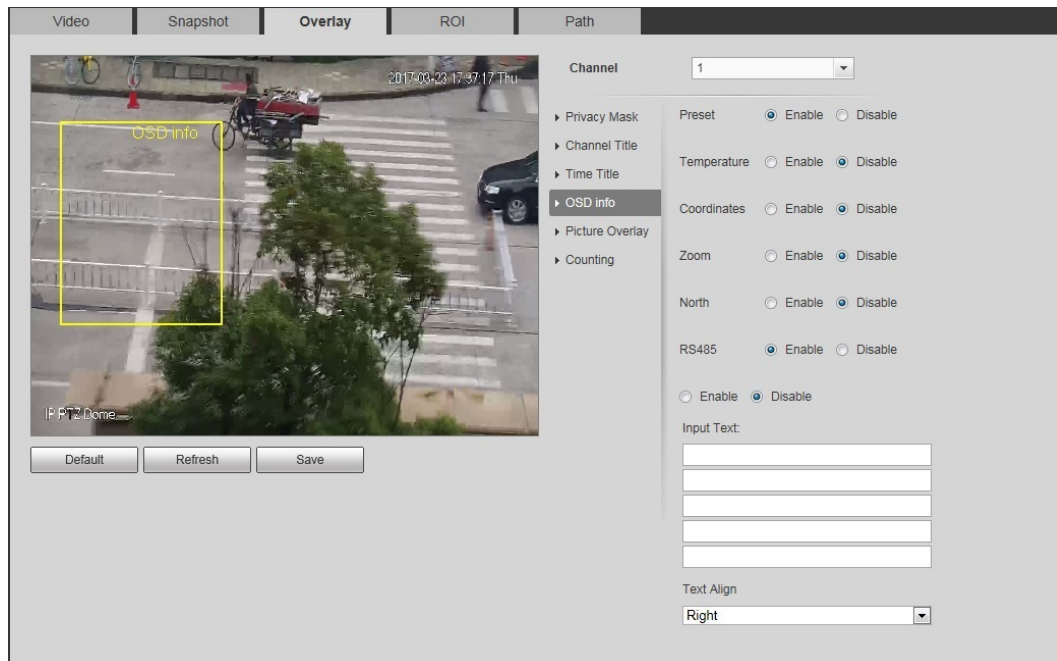 Video Snapshot Overlay ROI Path
2017-03-23 17:37:17 Thu
OSD info
IP PTZ Dome
Default Refresh Save
Channel 1
Privacy Mask
Channel Title
Time Title
OSD info
Picture Overlay
Counting
Preset Enable Disable
Temperature Enable Disable
Coordinates Enable Disable
Zoom Enable Disable
North Enable Disable
RS485 Enable Disable
Enable Disable
Input Text:
Text Align
Right